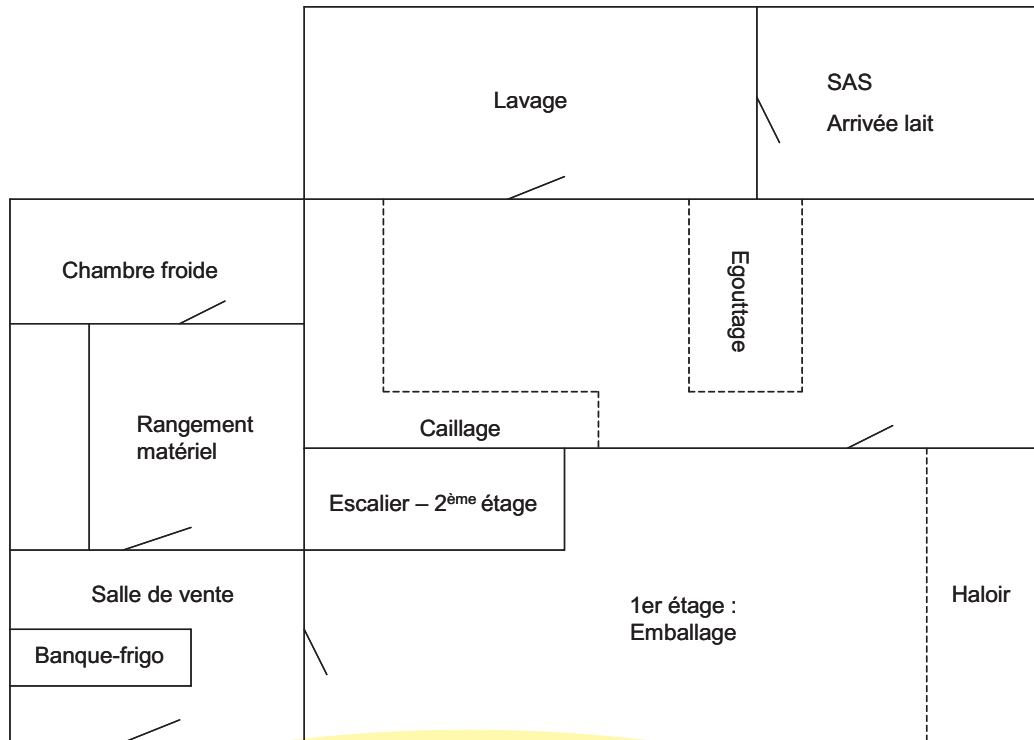 Lavage
SAS
Arrivée lait
Chambre froide
Egouttage
Rangement
matériel
Caillage
Escalier – 2ème étage
Salle de vente
Banque-frigo
1er étage :
Emballage
Haloir